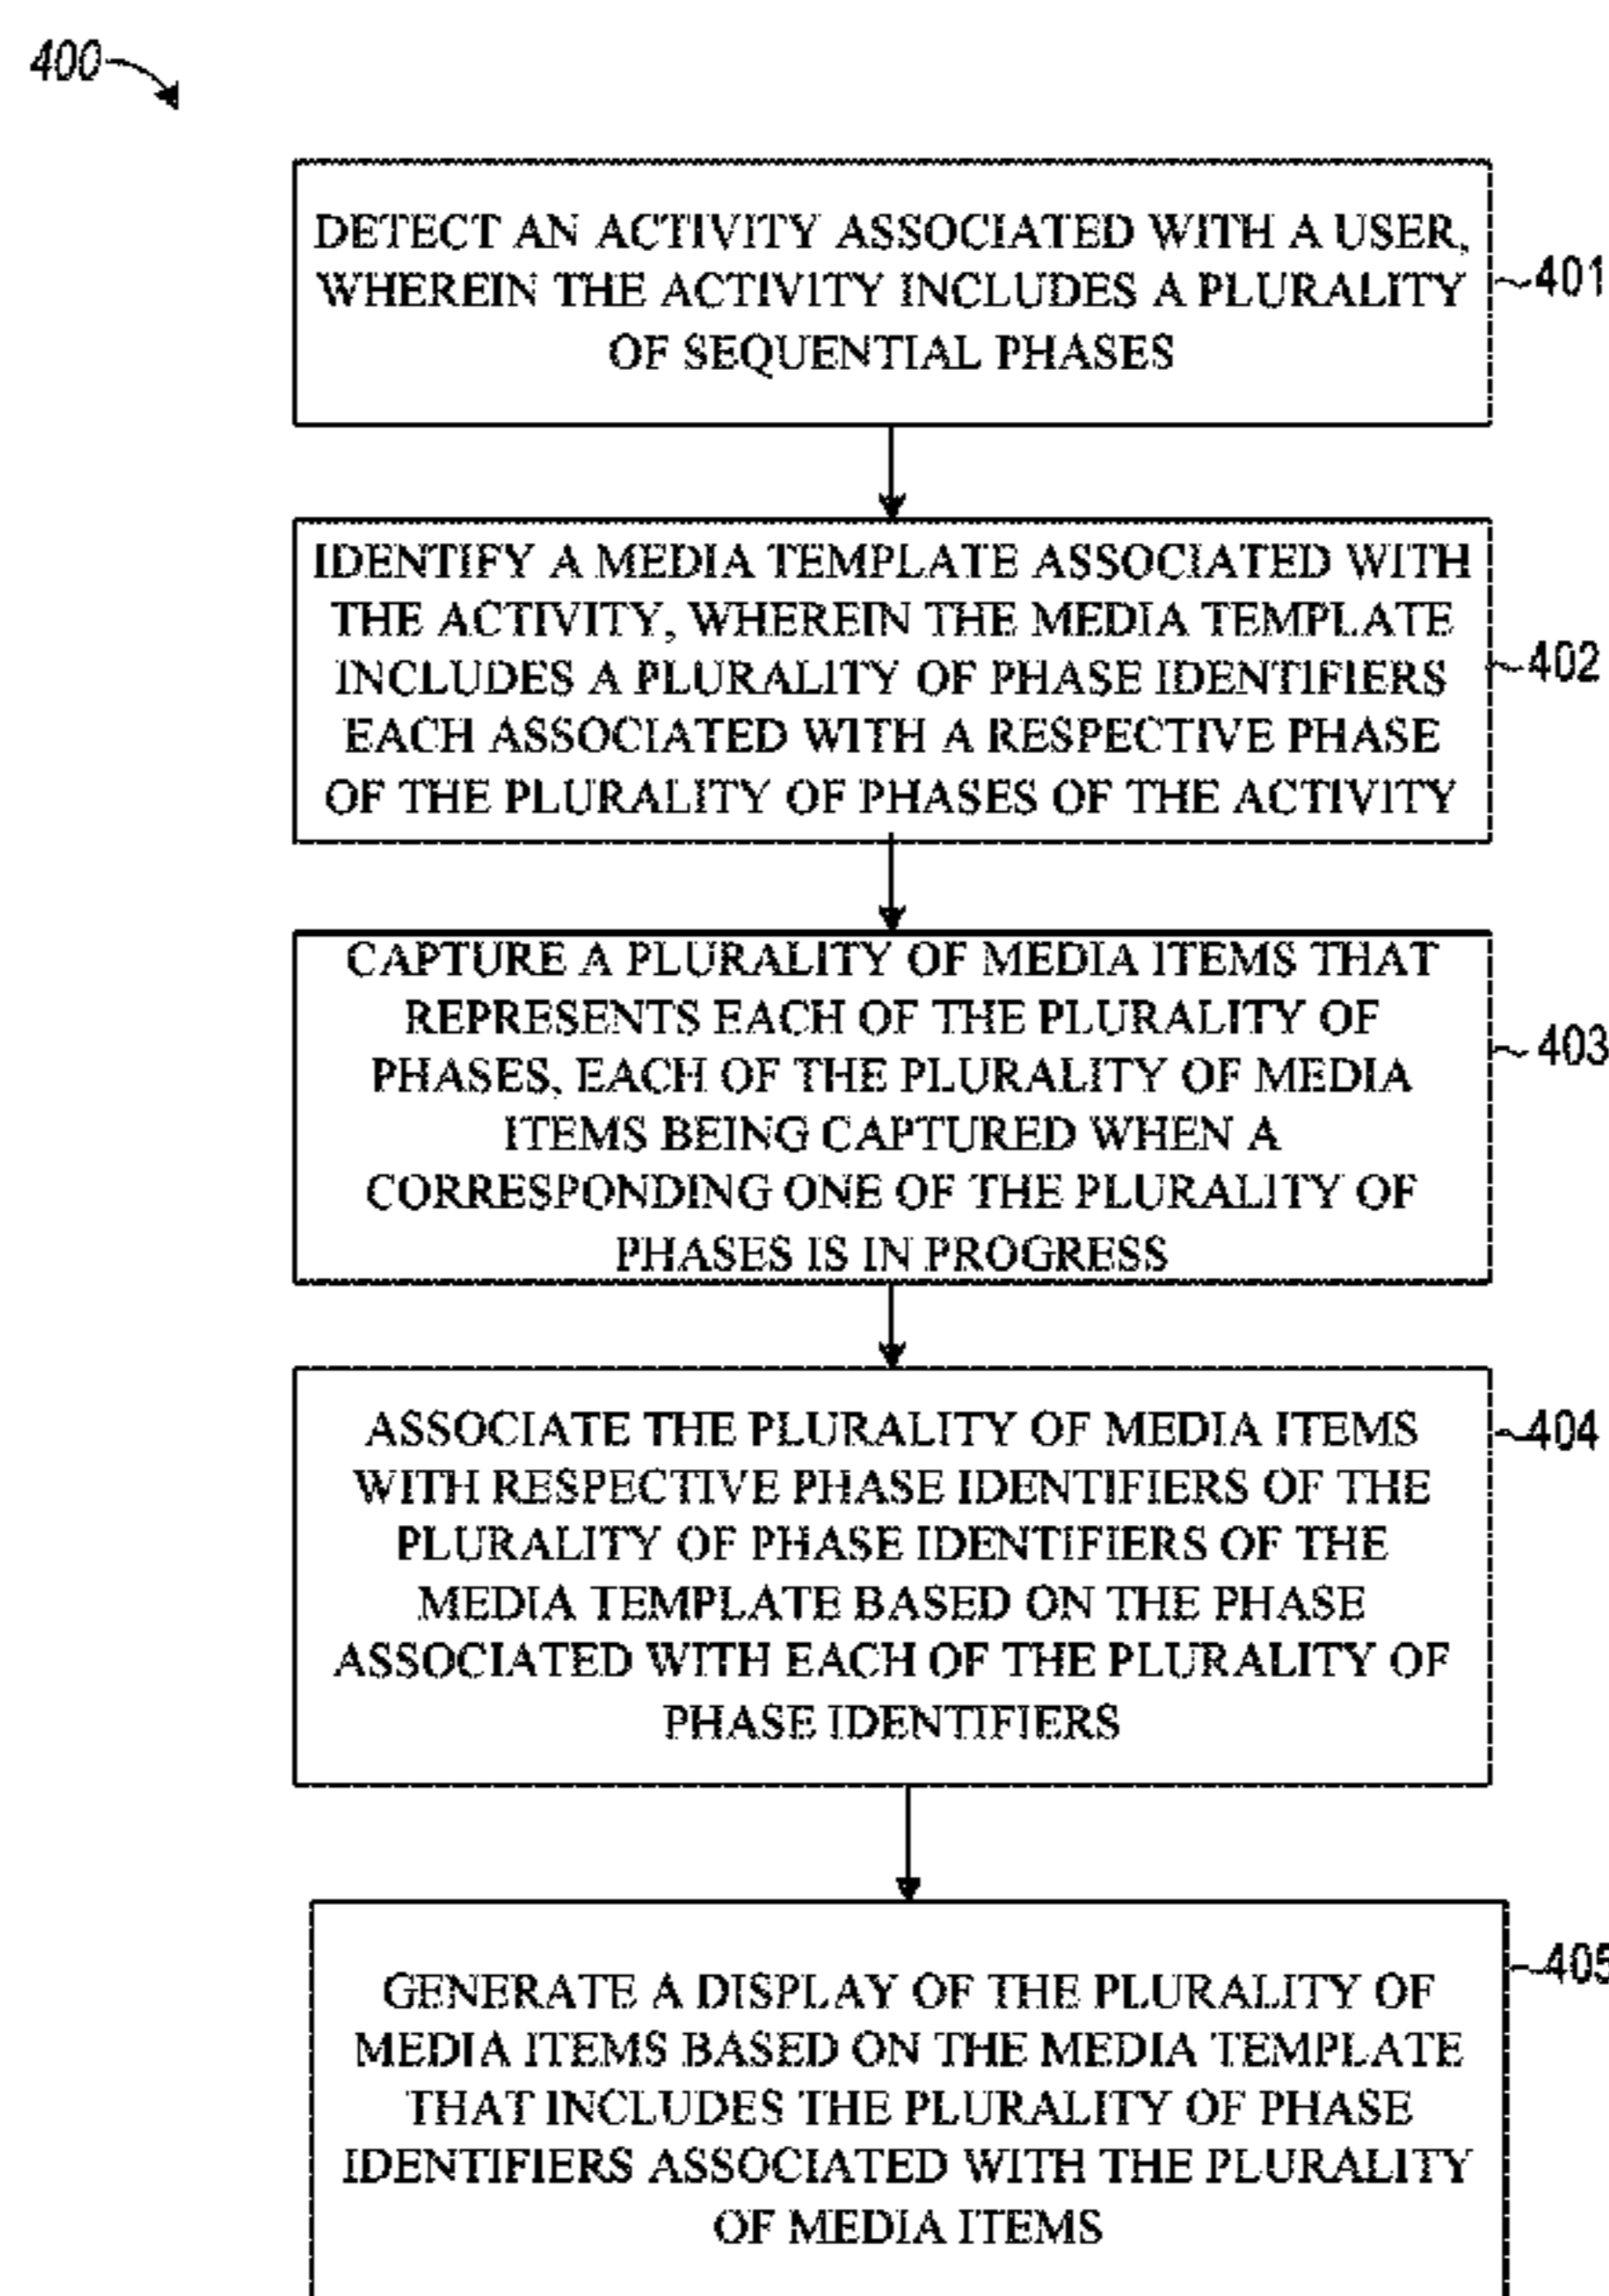 400
DETECT AN ACTIVITY ASSOCIATED WITH A USER,
WHEREIN THE ACTIVITY INCLUDES A PLURALITY
OF SEQUENTIAL PHASES
401
IDENTIFY A MEDIA TEMPLATE ASSOCIATED WITH
THE ACTIVITY, WHEREIN THE MEDIA TEMPLATE
INCLUDES A PLURALITY OF PHASE IDENTIFIERS
EACH ASSOCIATED WITH A RESPECTIVE PHASE
OF THE PLURALITY OF PHASES OF THE ACTIVITY
402
CAPTURE A PLURALITY OF MEDIA ITEMS THAT
REPRESENTS EACH OF THE PLURALITY OF
PHASES, EACH OF THE PLURALITY OF MEDIA
ITEMS BEING CAPTURED WHEN A
CORRESPONDING ONE OF THE PLURALITY OF
PHASES IS IN PROGRESS
403
ASSOCIATE THE PLURALITY OF MEDIA ITEMS
WITH RESPECTIVE PHASE IDENTIFIERS OF THE
PLURALITY OF PHASE IDENTIFIERS OF THE
MEDIA TEMPLATE BASED ON THE PHASE
ASSOCIATED WITH EACH OF THE PLURALITY OF
PHASE IDENTIFIERS
404
GENERATE A DISPLAY OF THE PLURALITY OF
MEDIA ITEMS BASED ON THE MEDIA TEMPLATE
THAT INCLUDES THE PLURALITY OF PHASE
IDENTIFIERS ASSOCIATED WITH THE PLURALITY
OF MEDIA ITEMS
405